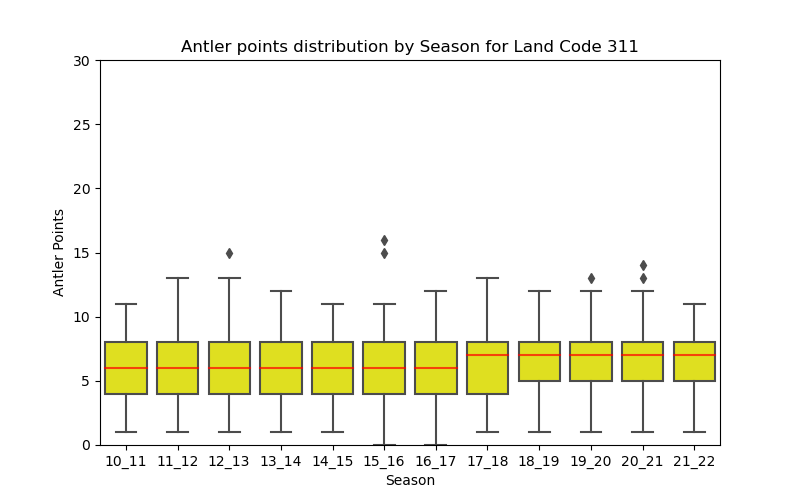 Antler points distribution by Season for Land Code 311
30
25
20
15
10
5
0
Antler Points
10_11 11_12 12_13 13_14 14_15 15_16 16_17 17_18 18_19 19_20 20_21 21_22
Season